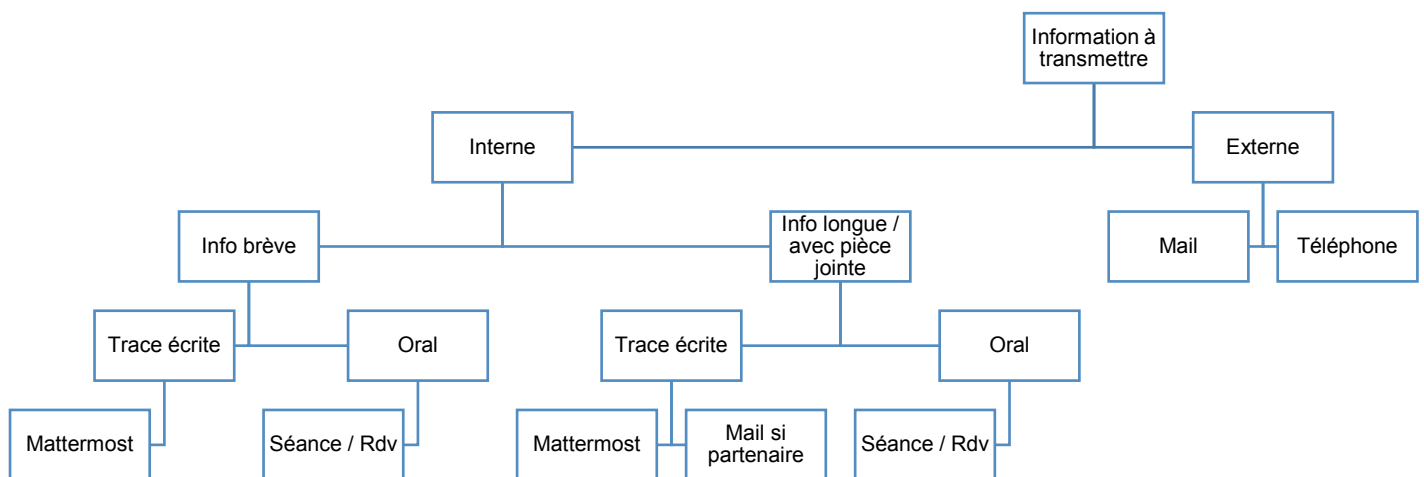 Information à
transmettre
Interne
Externe
Info brève
Info longue /
avec pièce
jointe
Mail
Téléphone
Trace écrite
Oral
Trace écrite
Oral
Mattermost
Séance / Rdv
Mattermost
Mail si
partenaire
Séance / Rdv